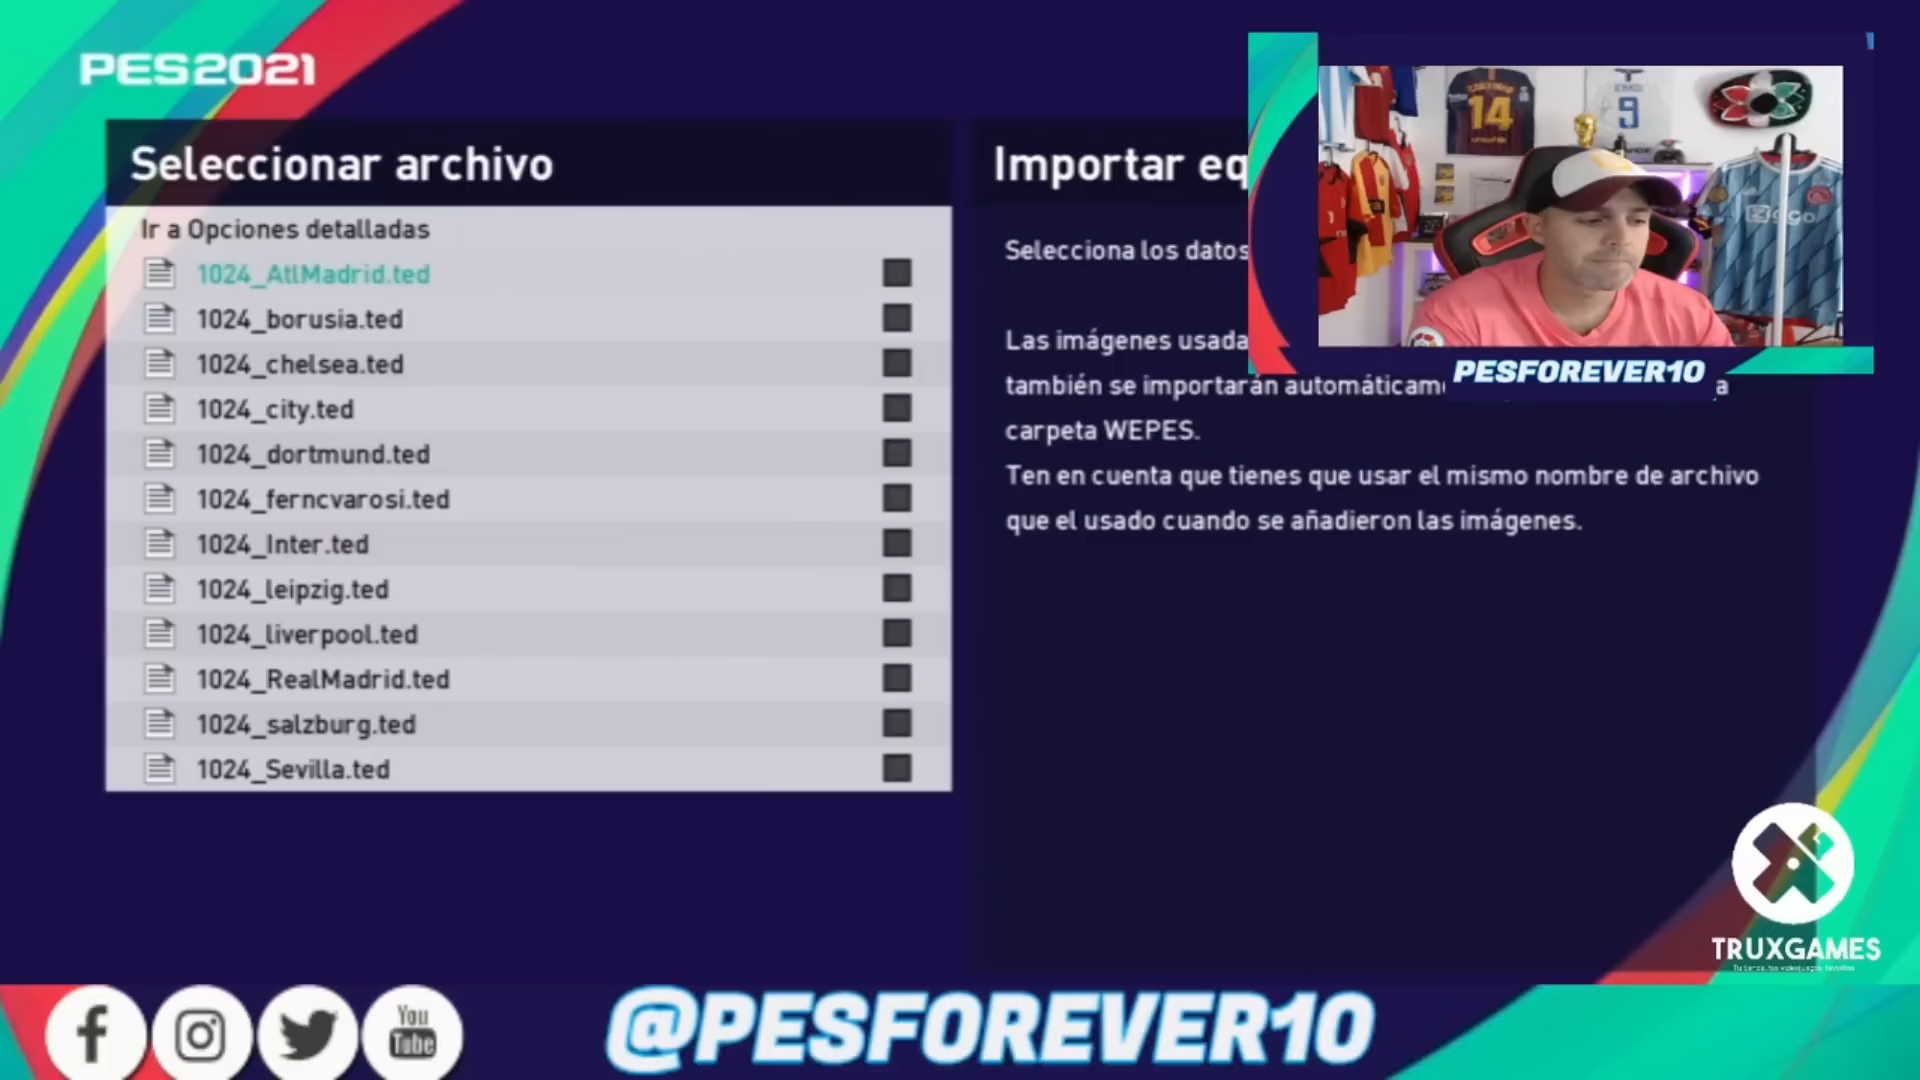 PES2021
Seleccionar archivo
Ir a Opciones detalladas
1024_AtlMadrid.ted
1024_borusia.ted
1024_chelsea.ted
1024_city.ted
1024_dortmund.ted
1024_ferncvarosi.ted
1024_Inter.ted
1024_leipzig.ted
1024_liverpool.ted
1024_RealMadrid.ted
1024_salzburg.ted
1024_Sevilla.ted
Importar eq
Selecciona los datos
Las imágenes usada
también se importarán automáticam
a
carpeta WEPES.
Ten en cuenta que tienes que usar el mismo nombre de archivo
que el usado cuando se añadieron las imágenes.
14
9
Ziggo
PESFOREVER10
TRUXGAMES
You
Tube
@PESFOREVER10